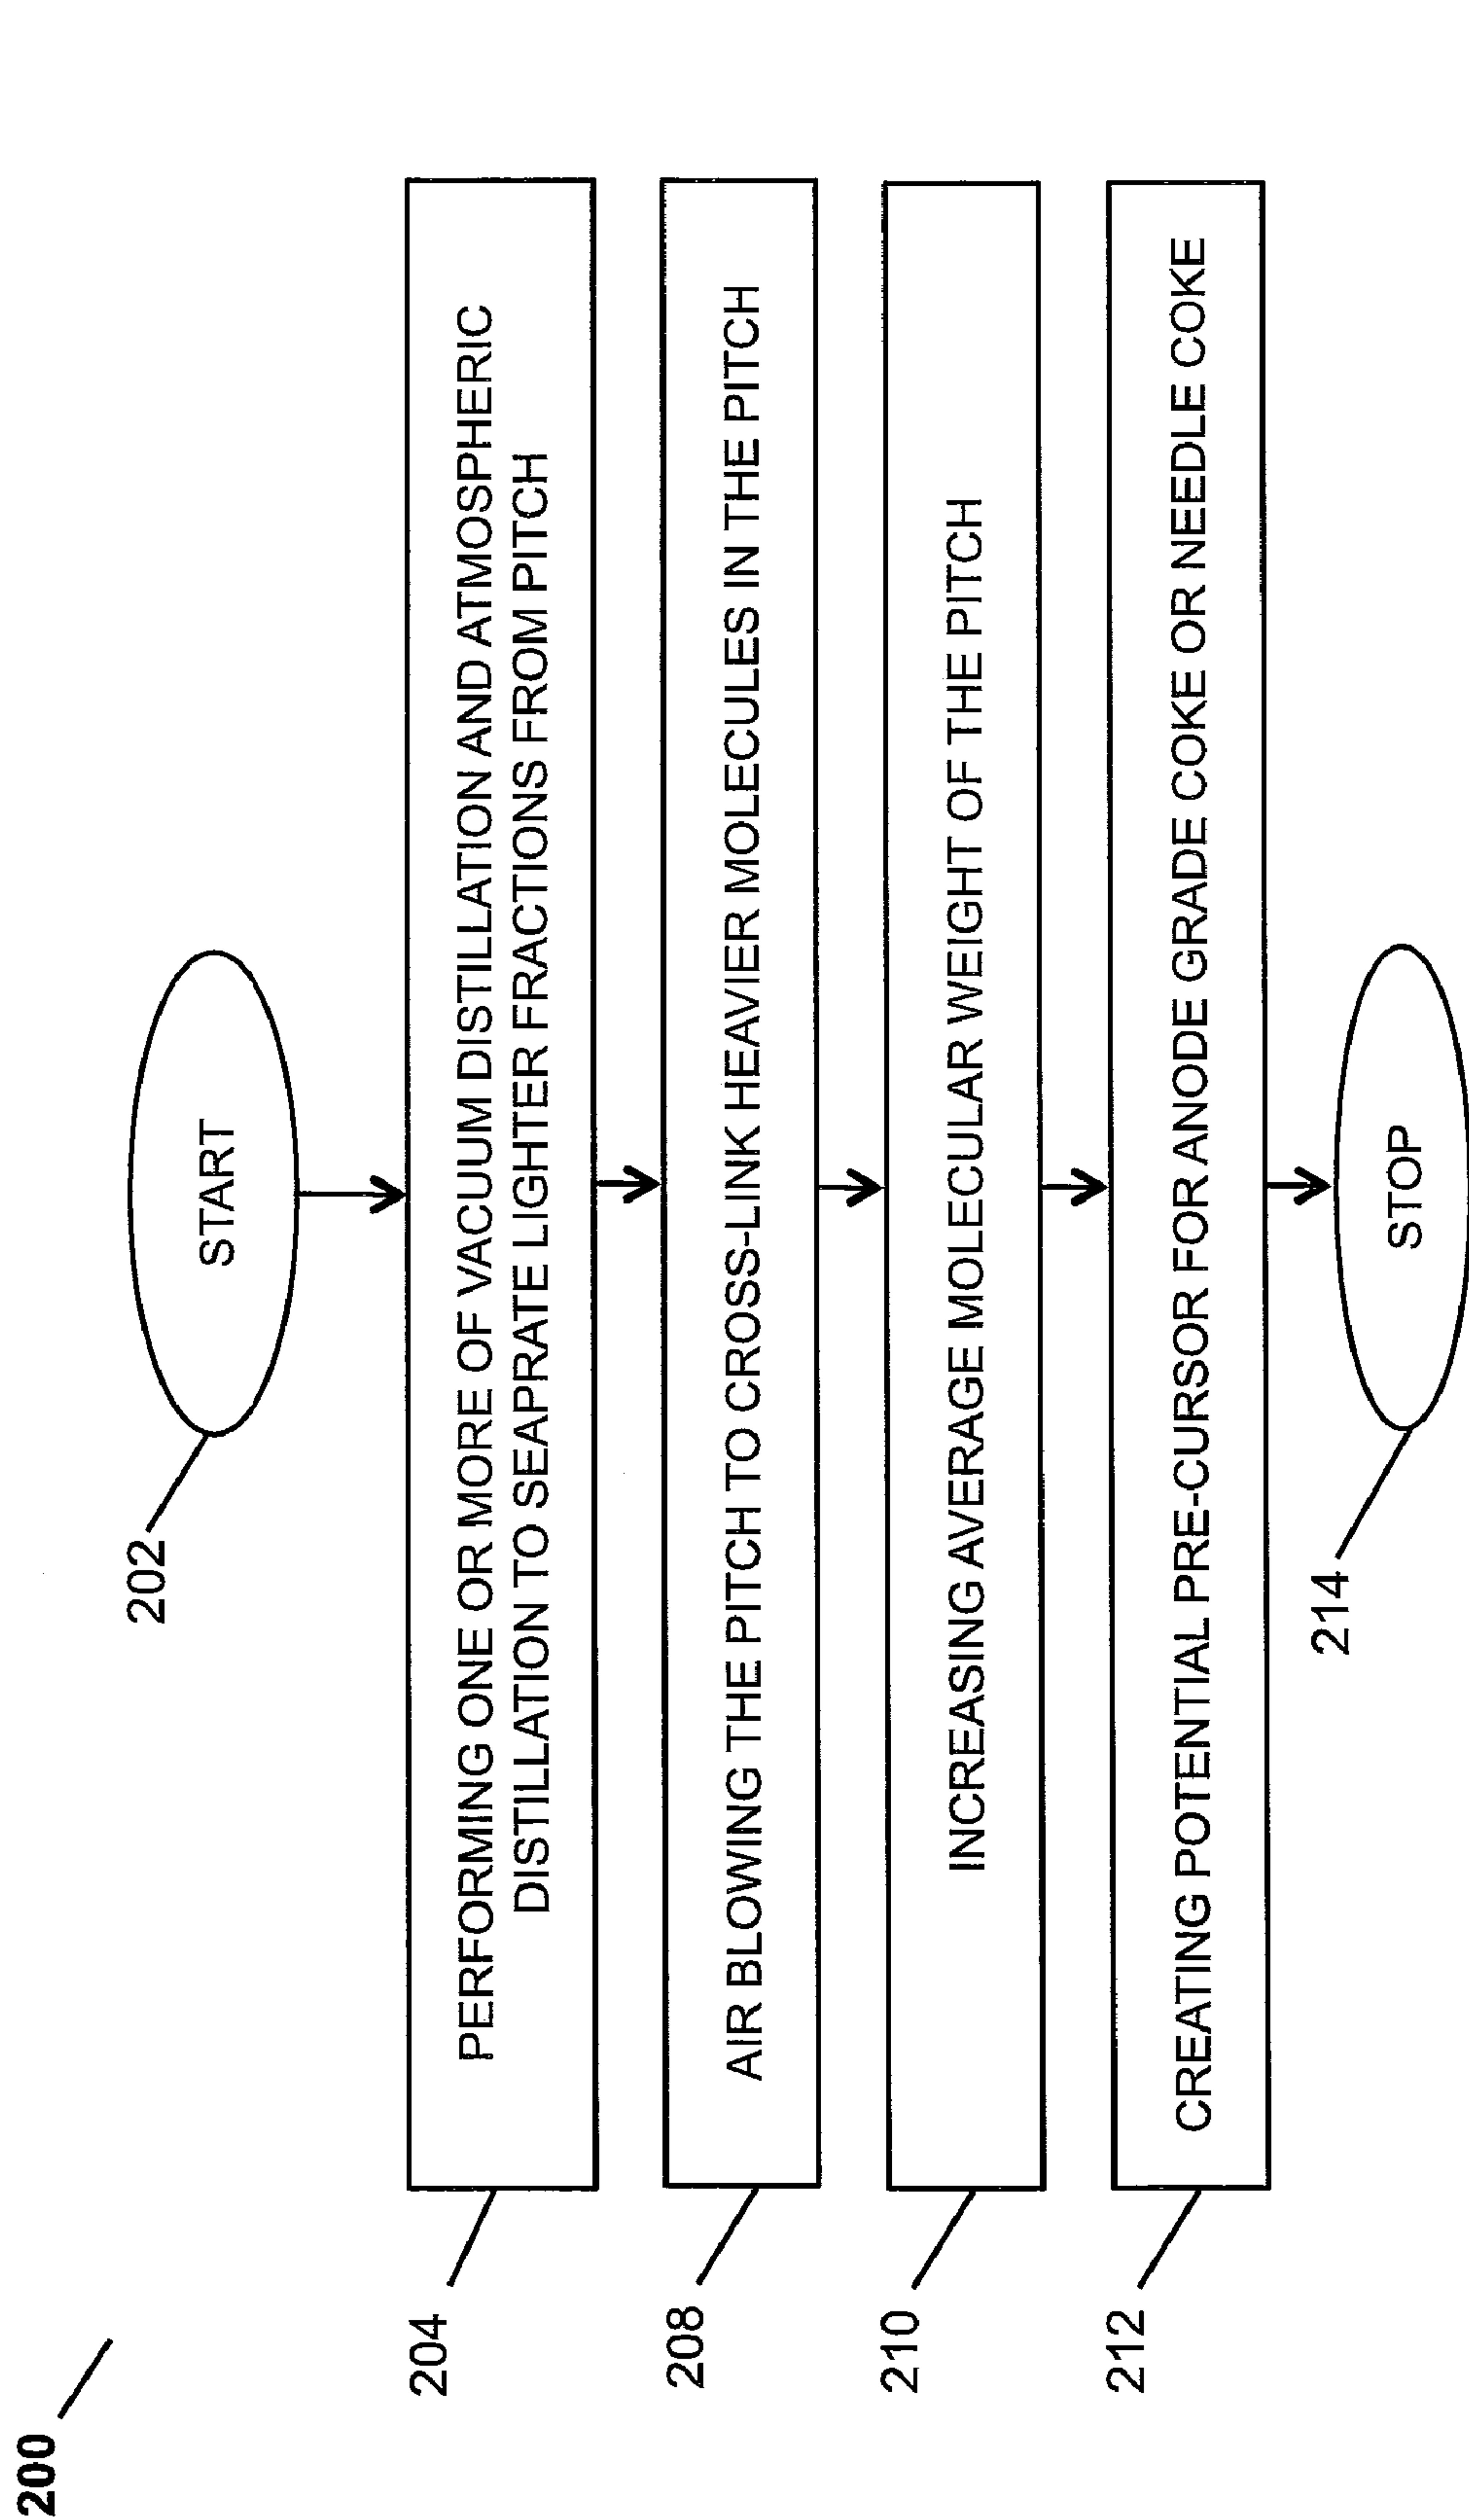 200
202
START
204
PERFORMING ONE OR MORE OF VACUUM DISTILLATION AND ATMOSPHERIC
DISTILLATION TO SEAPRATE LIGHTER FRACTIONS FROM PITCH
208
AIR BLOWING THE PITCH TO CROSS-LINK HEAVIER MOLECULES IN THE PITCH
210
INCREASING AVERAGE MOLECULAR WEIGHT OF THE PITCH
212
CREATING POTENTIAL PRE-CURSOR FOR ANODE GRADE COKE OR NEEDLE COKE
214
STOP